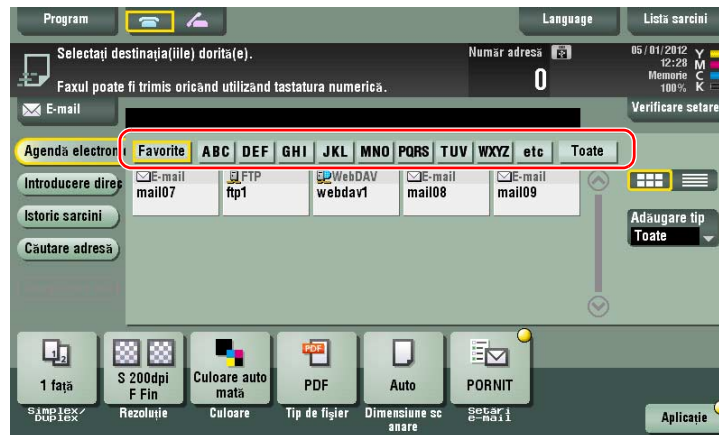 Program
Language
Listă sarcini
Selectați destinația(iile) dorită(e).
Număr adresă
0
05/01/2012
12:28
Memorie
100%
Y
M
C
K
Faxul poate fi trimis oricând utilizând tastatura numerică.
E-mail
Verificare setare
Agendă electron
Favorite
ABC
DEF
GHI
JKL
MNO
PQRS
TUV
WXYZ
etc
Toate
Introducere direc
E-mail
mail07
FTP
ftp1
WebDAV
webdav1
E-mail
mail08
E-mail
mail09
Istoric sarcini
Căutare adresă
Adăugare tip
Toate
1 față
S 200dpi
F Fin
Culoare auto
mată
PDF
PDF
Auto
PORNIT
Simplex/
Duplex
Rezoluție
Culoare
Tip de fișier
Dimensiune sc
anare
Setări
e-mail
Aplicație